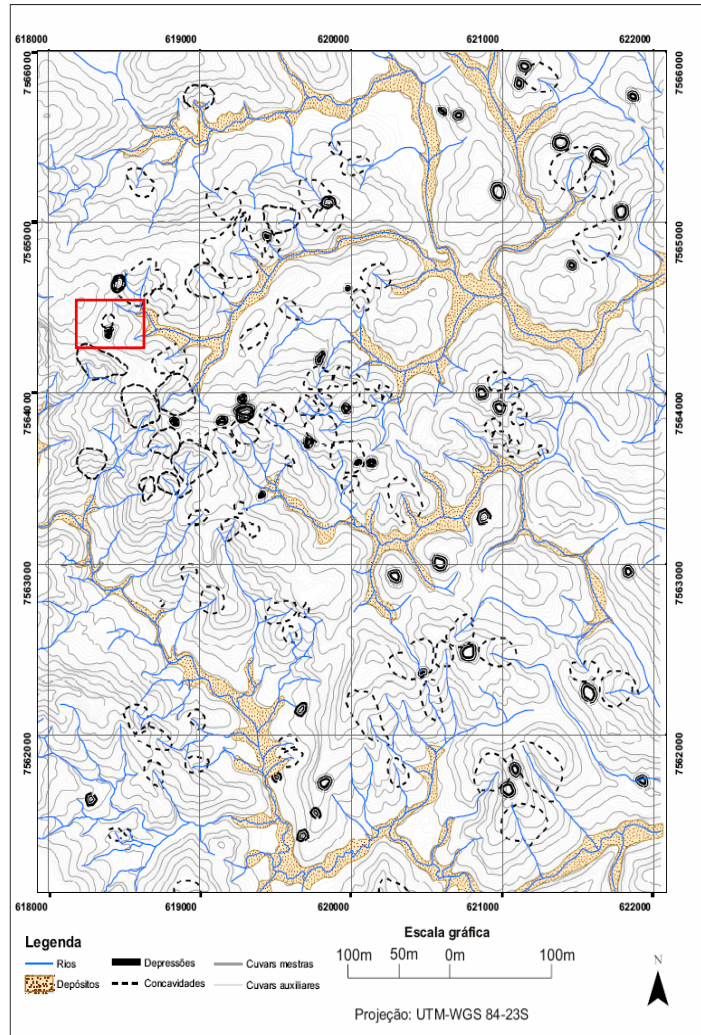 618000 619000 620000 621000 622000
7566000 7566000
7565000 7565000
7564000 7564000
7563000 7563000
7562000 7562000
618000 619000 620000 621000 622000
Legenda
Rios Depressões Cuvars mestras
Depósitos Concavidades Cuvars auxiliares
Escala gráfica
100m 50m 0m 100m
Projeção: UTM-WGS 84-23S
N